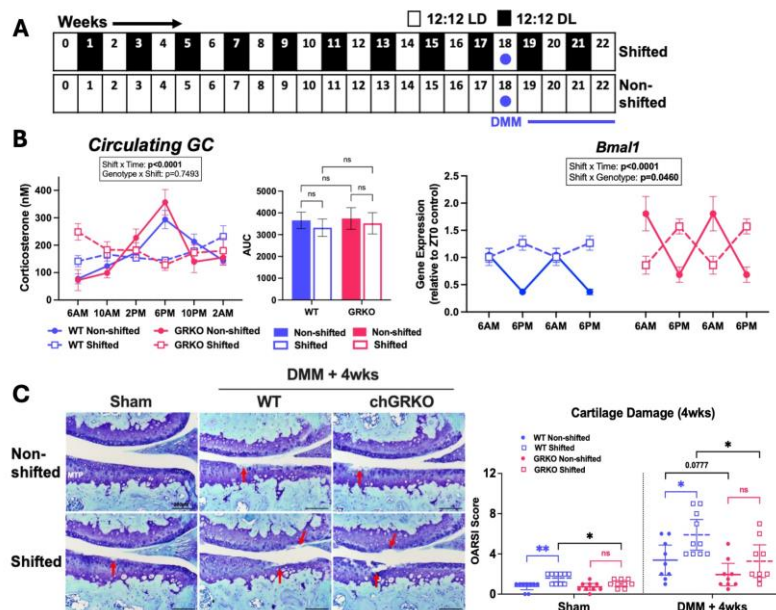 A
Weeks
12:12 LD
12:12 DL
0 1 2 3 4 5 6 7 8 9 10 11 12 13 14 15 16 17 18 19 20 21 22
Shifted
0 1 2 3 4 5 6 7 8 9 10 11 12 13 14 15 16 17 18 19 20 21 22
Non-shifted
DMM
B
Circulating GC
Shift x Time: p<0.0001
Genotype x Shift: p=0.7493
Corticosterone (nM)
400
300
200
100
0
6AM 10AM 2PM 6PM 10PM 2AM
WT Non-shifted
GRKO Non-shifted
WT Shifted
GRKO Shifted
ns
ns
ns ns
AUC
5000
4000
3000
2000
1000
0
WT GRKO
Non-shifted
Non-shifted
Shifted
Shifted
Bmal1
Shift x Time: p<0.0001
Shift x Genotype: p=0.0460
Gene Expression
(relative to ZT0 control)
2.5
2.0
1.5
1.0
0.5
0.0
6AM 6PM 6AM 6PM 6AM 6PM 6AM 6PM
C
DMM + 4wks
Sham
WT
chGRKO
Non-shifted
MTP
Shifted
Cartilage Damage (4wks)
WT Non-shifted
WT Shifted
GRKO Non-shifted
GRKO Shifted
OARSI Score
12
8
4
0
**
*
ns
0.0777
*
*
ns
Sham
DMM + 4wks